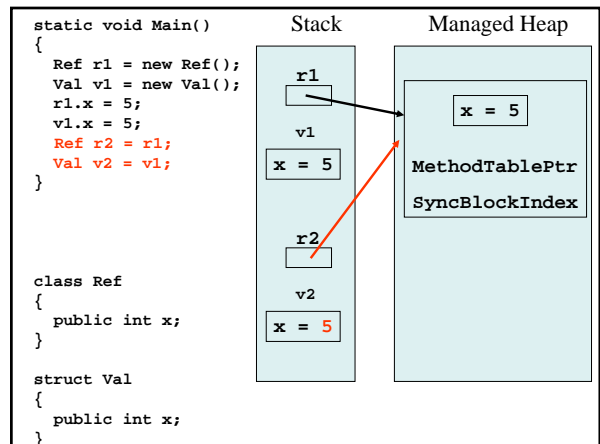 static void Main()
{
  Ref r1 = new Ref();
  Val v1 = new Val();
  r1.x = 5;
  v1.x = 5;
  Ref r2 = r1;
  Val v2 = v1;
}
class Ref
{
  public int x;
}
struct Val
{
  public int x;
}
Stack
r1
v1
x = 5
r2
v2
x = 5
Managed Heap
x = 5
MethodTablePtr
SyncBlockIndex